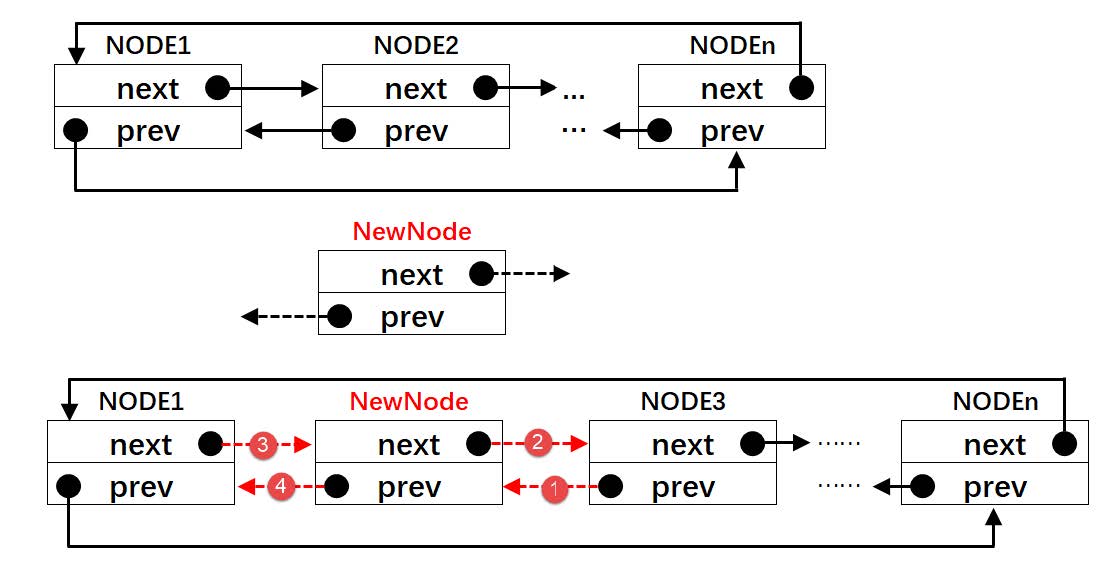 NODE1 NODE2 NODEn
next next ... next
prev prev ... prev
NewNode
next
prev
NODE1 NewNode NODE3 NODEn
next 3 next 2 next ...... next
prev 4 prev 1 prev ...... prev